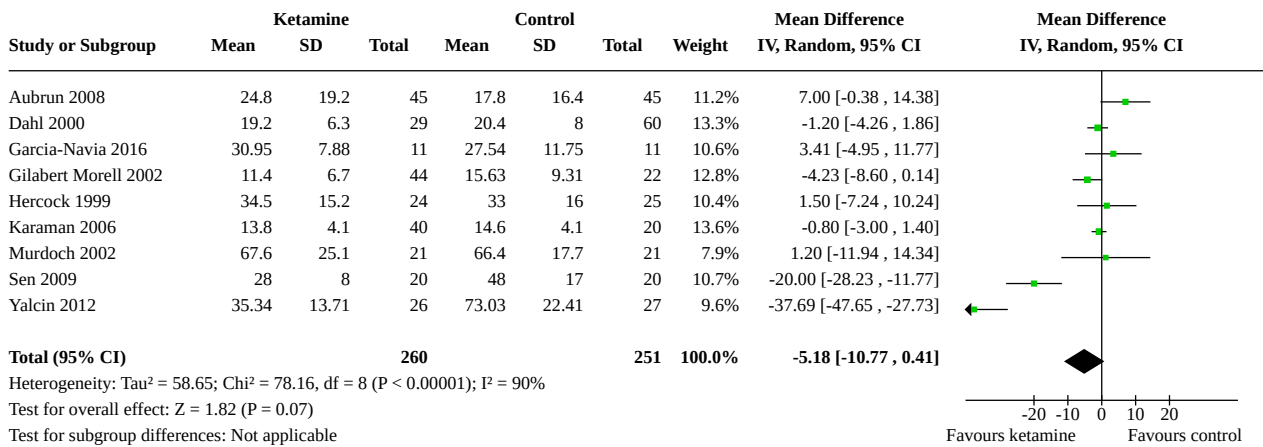 Ketamine Control Mean Difference Mean Difference
Study or Subgroup Mean SD Total Mean SD Total Weight IV, Random, 95% CI IV, Random, 95% CI
Aubrun 2008 24.8 19.2 45 17.8 16.4 45 11.2% 7.00 [-0.38 , 14.38]
Dahl 2000 19.2 6.3 29 20.4 8 60 13.3% -1.20 [-4.26 , 1.86]
Garcia-Navia 2016 30.95 7.88 11 27.54 11.75 11 10.6% 3.41 [-4.95 , 11.77]
Gilabert Morell 2002 11.4 6.7 44 15.63 9.31 22 12.8% -4.23 [-8.60 , 0.14]
Hercock 1999 34.5 15.2 24 33 16 25 10.4% 1.50 [-7.24 , 10.24]
Karaman 2006 13.8 4.1 40 14.6 4.1 20 13.6% -0.80 [-3.00 , 1.40]
Murdoch 2002 67.6 25.1 21 66.4 17.7 21 7.9% 1.20 [-11.94 , 14.34]
Sen 2009 28 8 20 48 17 20 10.7% -20.00 [-28.23 , -11.77]
Yalcin 2012 35.34 13.71 26 73.03 22.41 27 9.6% -37.69 [-47.65 , -27.73]
Total (95% CI) 260 251 100.0% -5.18 [-10.77 , 0.41]
Heterogeneity: Tau² = 58.65; Chi² = 78.16, df = 8 (P < 0.00001); I² = 90%
Test for overall effect: Z = 1.82 (P = 0.07)
-20 -10 0 10 20
Test for subgroup differences: Not applicable Favours ketamine Favours control